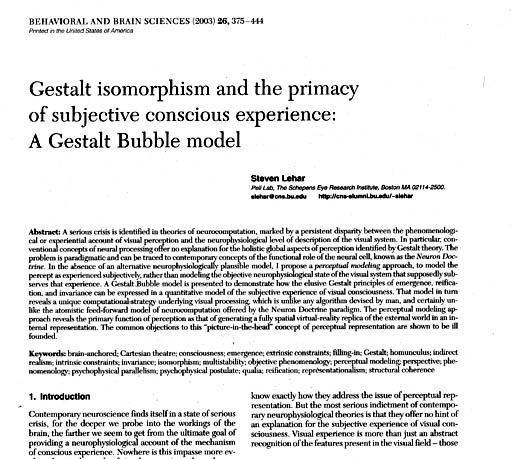 BEHAVIORAL AND BRAIN SCIENCES (2003) 26, 375–444
Printed in the United States of America
Gestalt isomorphism and the primacy
of subjective conscious experience:
A Gestalt Bubble model
Steven Lehar
Peli Lab, The Schepens Eye Research Institute, Boston MA 02114-2500.
slehar@cns.bu.edu http://cns-alumni.bu.edu/~slehar
Abstract: A serious crisis is identified in theories of neurocomputation, marked by a persistent disparity between the phenomenologi-
cal or experiential account of visual perception and the neurophysiological level of description of the visual system. In particular, con-
ventional concepts of neural processing offer no explanation for the holistic global aspects of perception identified by Gestalt theory. The
problem is paradigmatic and can be traced to contemporary concepts of the functional role of the neural cell, known as the Neuron Doc-
trine. In the absence of an alternative neurophysiologically plausible model, I propose a perceptual modeling approach, to model the
percept as experienced subjectively, rather than modeling the objective neurophysiological state of the visual system that supposedly sub-
serves that experience. A Gestalt Bubble model is presented to demonstrate how the elusive Gestalt principles of emergence, reifica-
tion, and invariance can be expressed in a quantitative model of the subjective experience of visual consciousness. That model in turn
reveals a unique computational strategy underlying visual processing, which is unlike any algorithm devised by man, and certainly un-
like the atomistic feed-forward model of neurocomputation offered by the Neuron Doctrine paradigm. The perceptual modeling ap-
proach reveals the primary function of perception as that of generating a fully spatial virtual-reality replica of the external world in an in-
ternal representation. The common objections to this "picture-in-the-head" concept of perceptual representation are shown to be ill
founded.
Keywords: brain-anchored; Cartesian theatre; consciousness; emergence; extrinsic constraints; filling-in; Gestalt; homunculus; indirect
realism; intrinsic constraints; invariance; isomorphism; multistability; objective phenomenology; perceptual modeling; perspective; phe-
nomenology; psychophysical parallelism; psychophysical postulate; qualia; reification; representationalism; structural coherence
1. Introduction
Contemporary neuroscience finds itself in a state of serious
crisis, for the deeper we probe into the workings of the
brain, the farther we seem to get from the ultimate goal of
providing a neurophysiological account of the mechanism
of conscious experience. Nowhere is this impasse more ev-
know exactly how they address the issue of perceptual rep-
resentation. But the most serious indictment of contempo-
rary neurophysiological theories is that they offer no hint of
an explanation for the subjective experience of visual con-
sciousness. Visual experience is more than just an abstract
recognition of the features present in the visual field – those